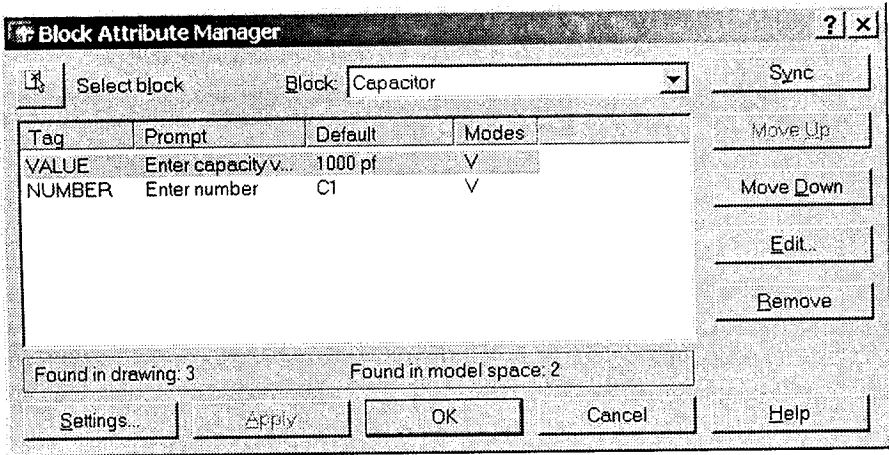 Block Attribute Manager
Select block Block: Capacitor Sync
Tag Prompt Default Modes Move Up
VALUE Enter capacity v... 1000 pf V
NUMBER Enter number C1 V Move Down
Edit...
Remove
Found in drawing: 3 Found in model space: 2
Settings... Apply OK Cancel Help